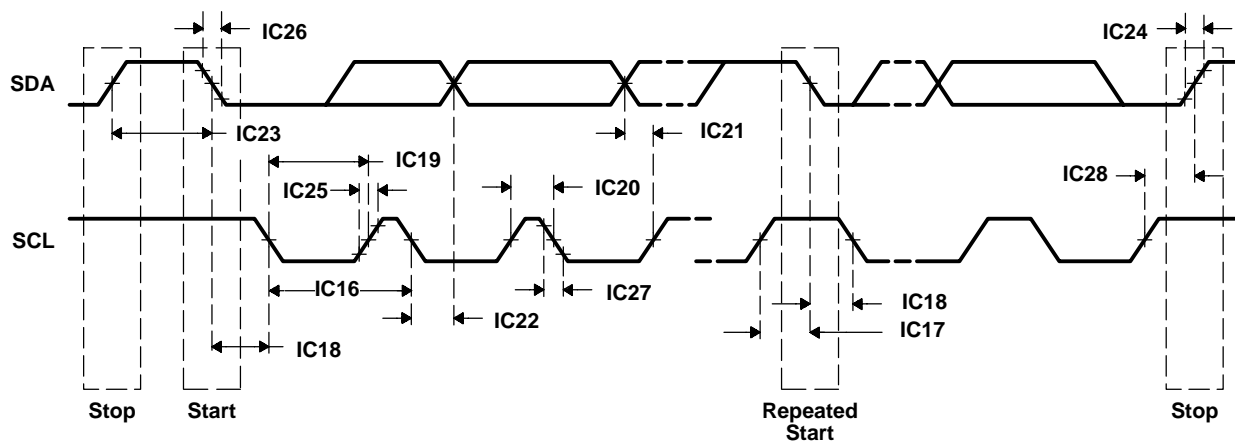 IC26
IC24
SDA
IC23
IC21
IC19
IC25
IC20
IC28
SCL
IC16
IC27
IC22
IC18
IC18
IC17
Stop
Start
Repeated
Start
Stop